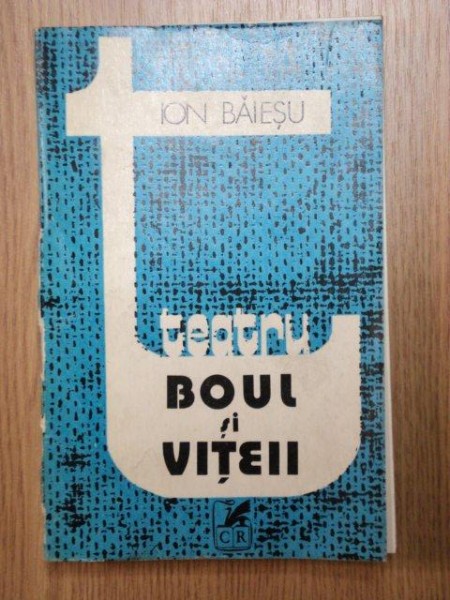 ION BĂIEȘU
teatru
BOUL
și
VIȚEII
CR